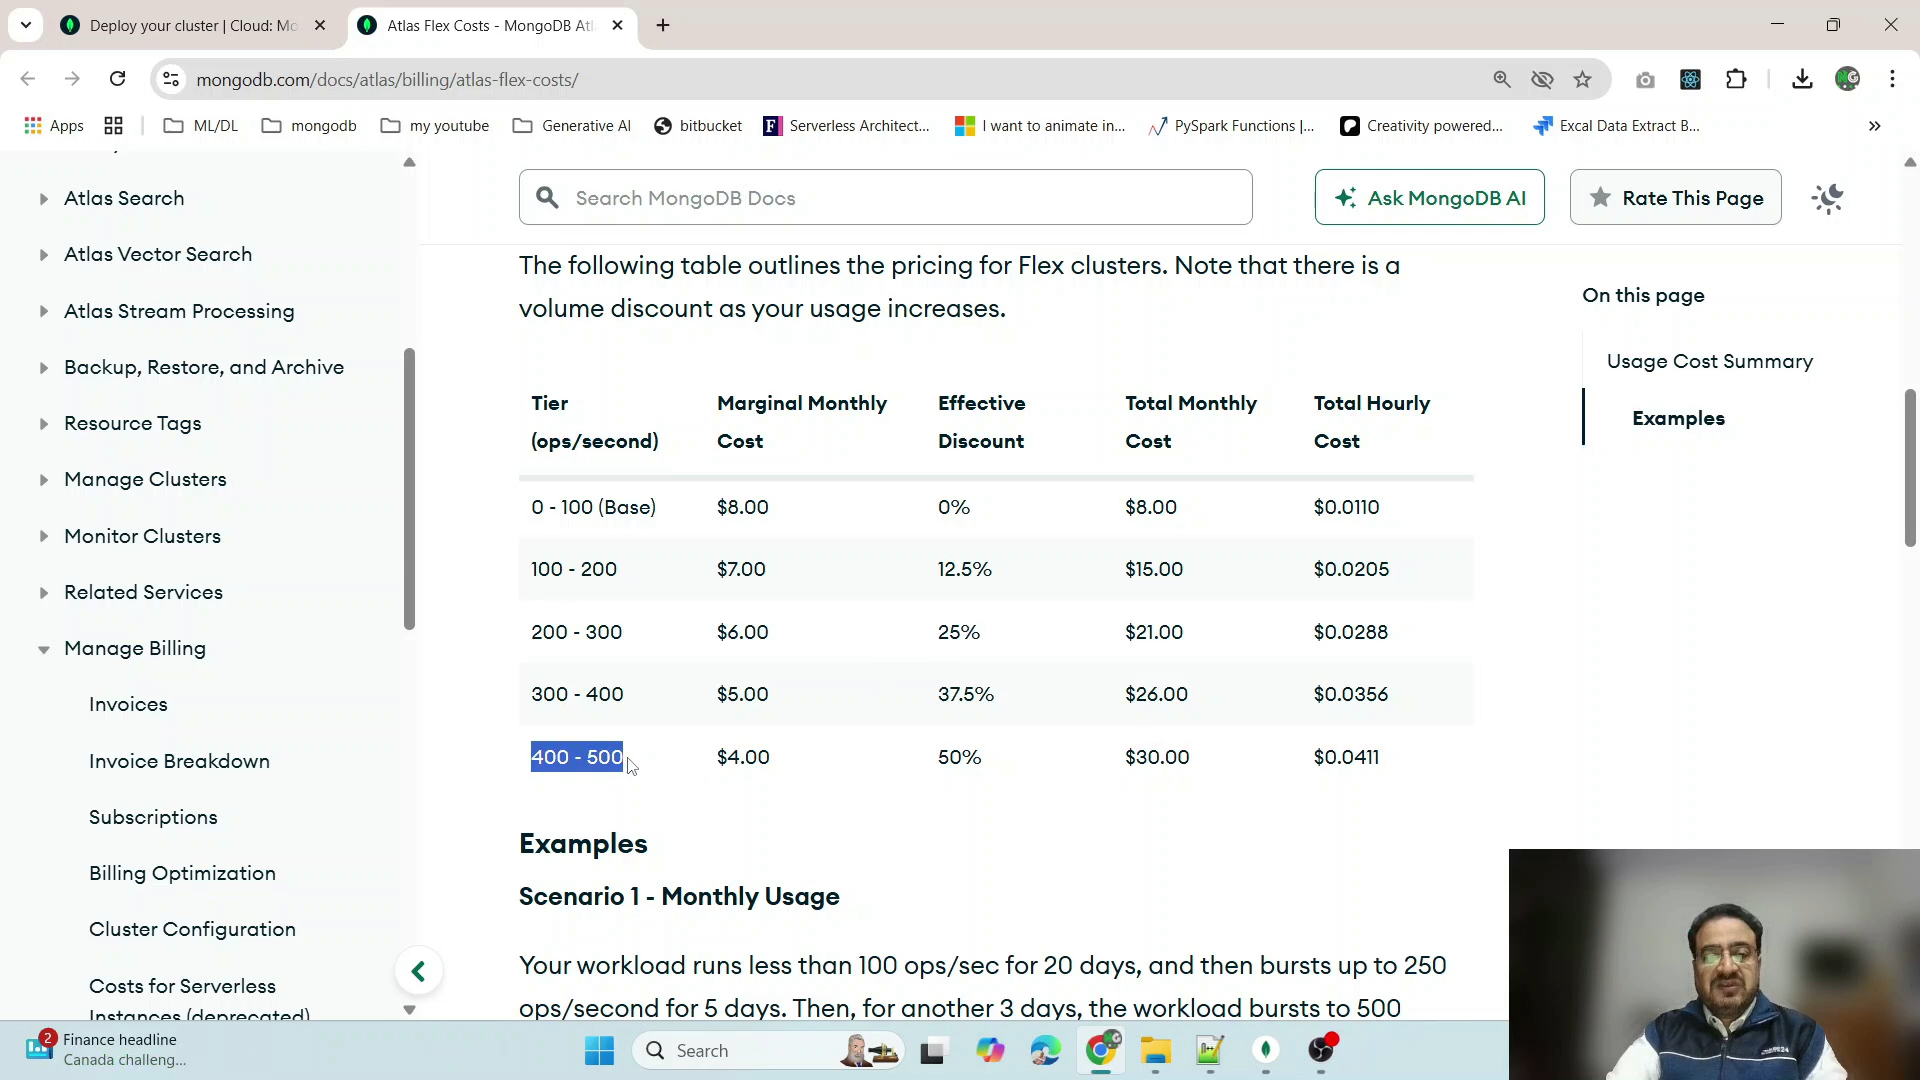 Deploy your cluster | Cloud: Mo
Atlas Flex Costs - MongoDB Atl
mongodb.com/docs/atlas/billing/atlas-flex-costs/
Apps
ML/DL
mongodb
my youtube
Generative AI
bitbucket
Serverless Architect...
I want to animate in...
PySpark Functions |...
Creativity powered...
Excal Data Extract B...
Atlas Search
Atlas Vector Search
Atlas Stream Processing
Backup, Restore, and Archive
Resource Tags
Manage Clusters
Monitor Clusters
Related Services
Manage Billing
Invoices
Invoice Breakdown
Subscriptions
Billing Optimization
Cluster Configuration
Costs for Serverless
Instances (deprecated)
Search MongoDB Docs
Ask MongoDB AI
Rate This Page
The following table outlines the pricing for Flex clusters. Note that there is a
volume discount as your usage increases.
Tier (ops/second) Marginal Monthly Cost Effective Discount Total Monthly Cost Total Hourly Cost
0 - 100 (Base) $8.00 0% $8.00 $0.0110
100 - 200 $7.00 12.5% $15.00 $0.0205
200 - 300 $6.00 25% $21.00 $0.0288
300 - 400 $5.00 37.5% $26.00 $0.0356
400 - 500 $4.00 50% $30.00 $0.0411
Examples
Scenario 1 - Monthly Usage
Your workload runs less than 100 ops/sec for 20 days, and then bursts up to 250
ops/second for 5 days. Then, for another 3 days, the workload bursts to 500
On this page
Usage Cost Summary
Examples
2
Finance headline
Canada challeng...
Search